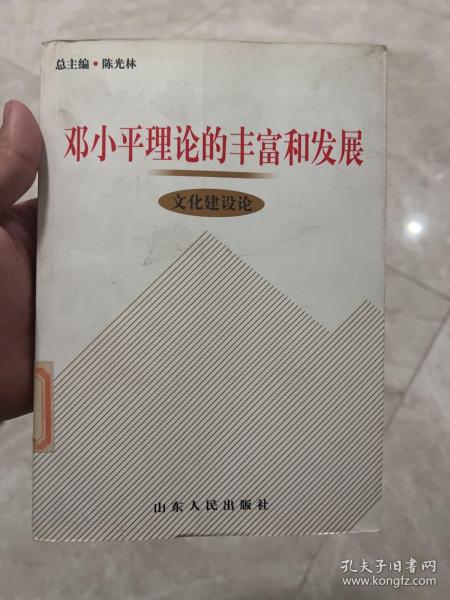 总主编·陈光林
邓小平理论的丰富和发展
文化建设论
山东人民出版社
孔夫子旧书网
www.kongfz.com